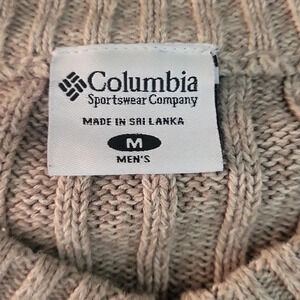 Columbia
Sportswear Company
MADE IN SRI LANKA
M
MEN'S